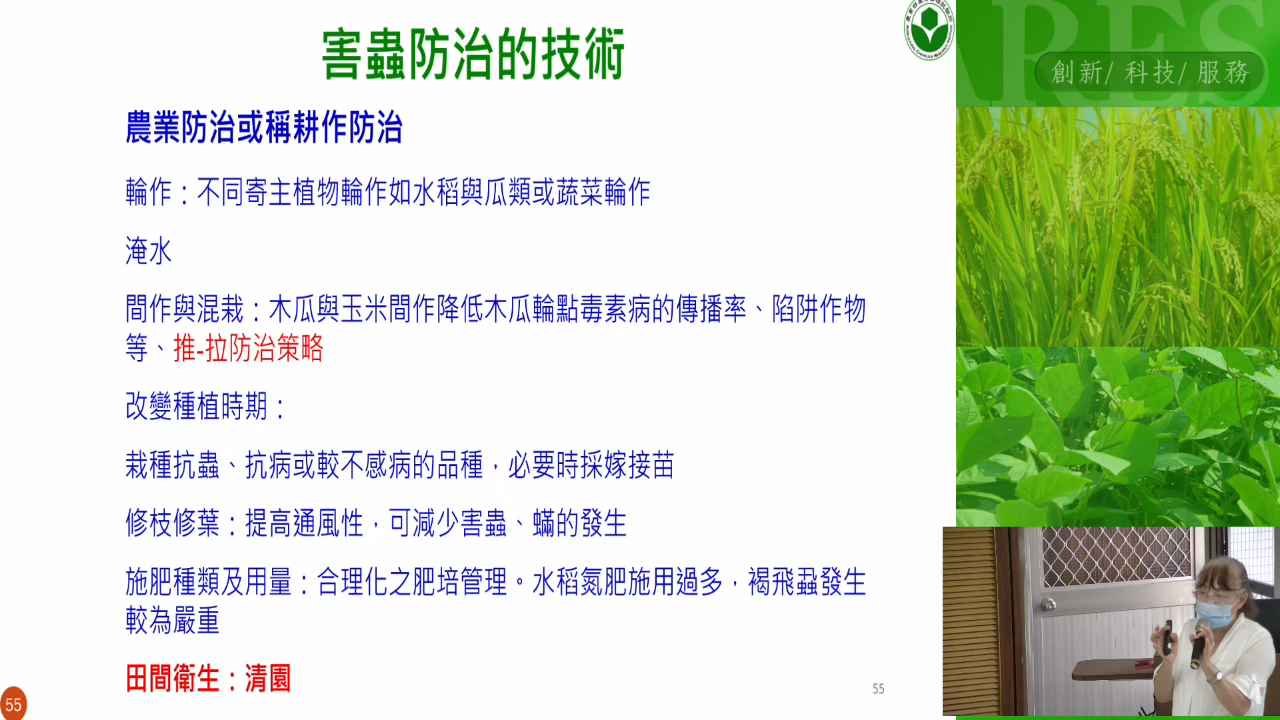 害蟲防治的技術
ARES
創新/ 科技/ 服務
農業防治或稱耕作防治
輪作：不同寄主植物輪作如水稻與瓜類或蔬菜輪作
淹水
間作與混栽：木瓜與玉米間作降低木瓜輪點毒素病的傳播率、陷阱作物
等、推-拉防治策略
改變種植時期：
栽種抗蟲、抗病或較不感病的品種，必要時採嫁接苗
修枝修葉：提高通風性，可減少害蟲、蟎的發生
施肥種類及用量：合理化之肥培管理。水稻氮肥施用過多，褐飛蝨發生
較為嚴重
田間衛生：清園
55
55